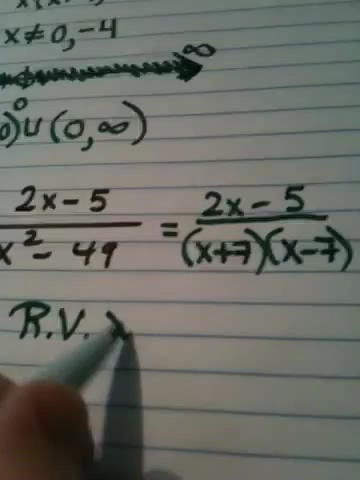 x≠0,-4
∞
0
)∪(0,∞)
2x-5 / x²-49 = 2x-5 / (x+7)(x-7)
R.V. x